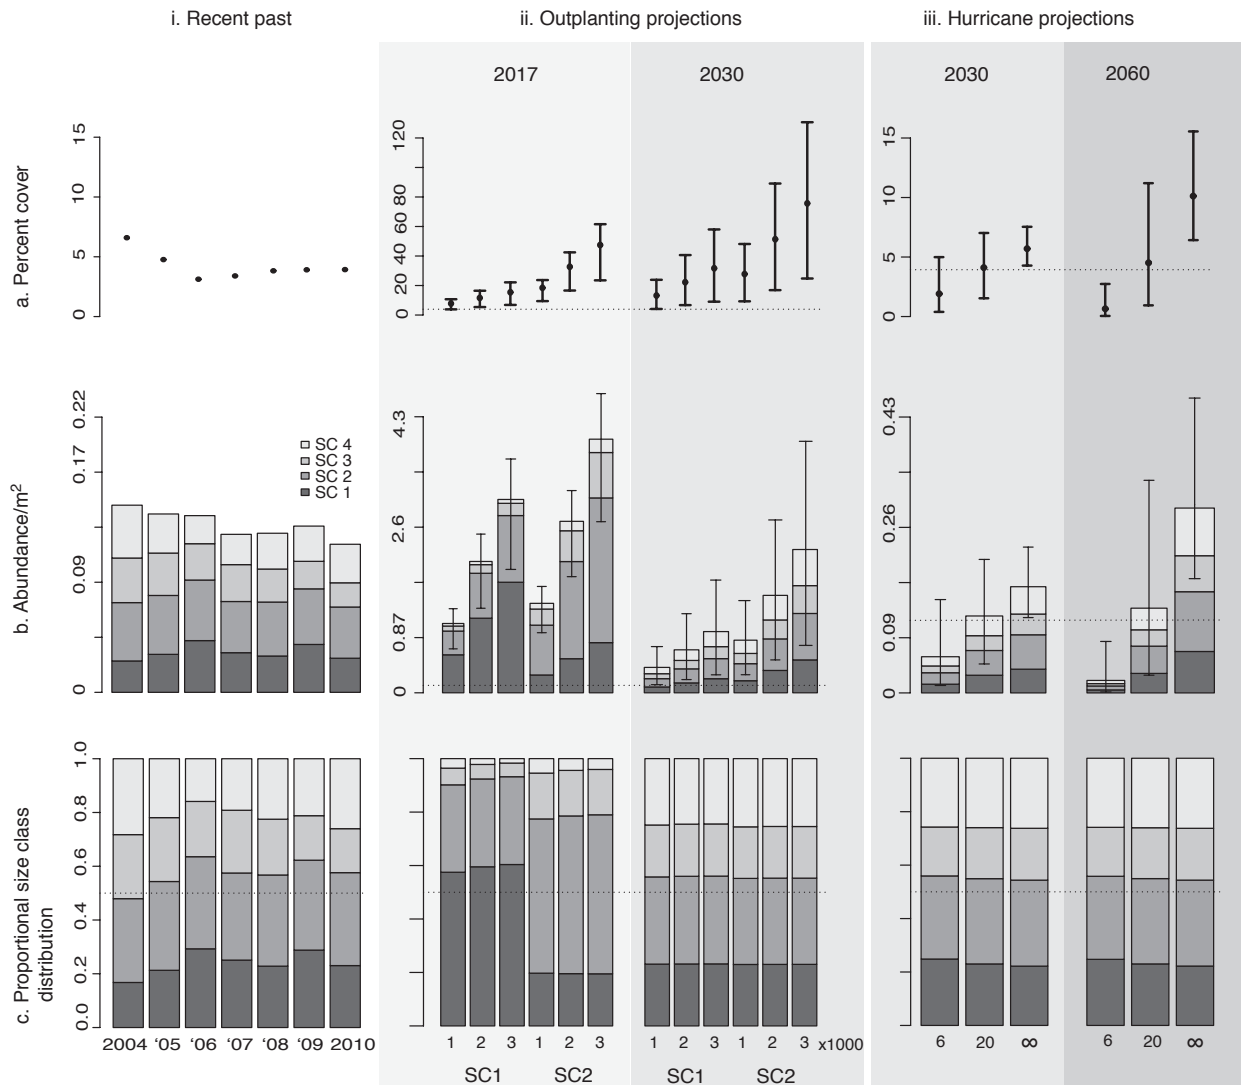 i. Recent past
ii. Outplanting projections
iii. Hurricane projections
2017
2030
2030
2060
a. Percent cover
0 5 10 15
0 20 40 60 80 120
0 5 10 15
b. Abundance/m²
0 0.09 0.17 0.22
SC 4
SC 3
SC 2
SC 1
0 0.87 2.6 4.3
0 0.09 0.26 0.43
c. Proportional size class
distribution
0.0 0.2 0.4 0.6 0.8 1.0
2004 '05 '06 '07 '08 '09 2010
1 2 3 1 2 3
1 2 3 1 2 3 x1000
6 20 ∞
6 20 ∞
SC1 SC2
SC1 SC2